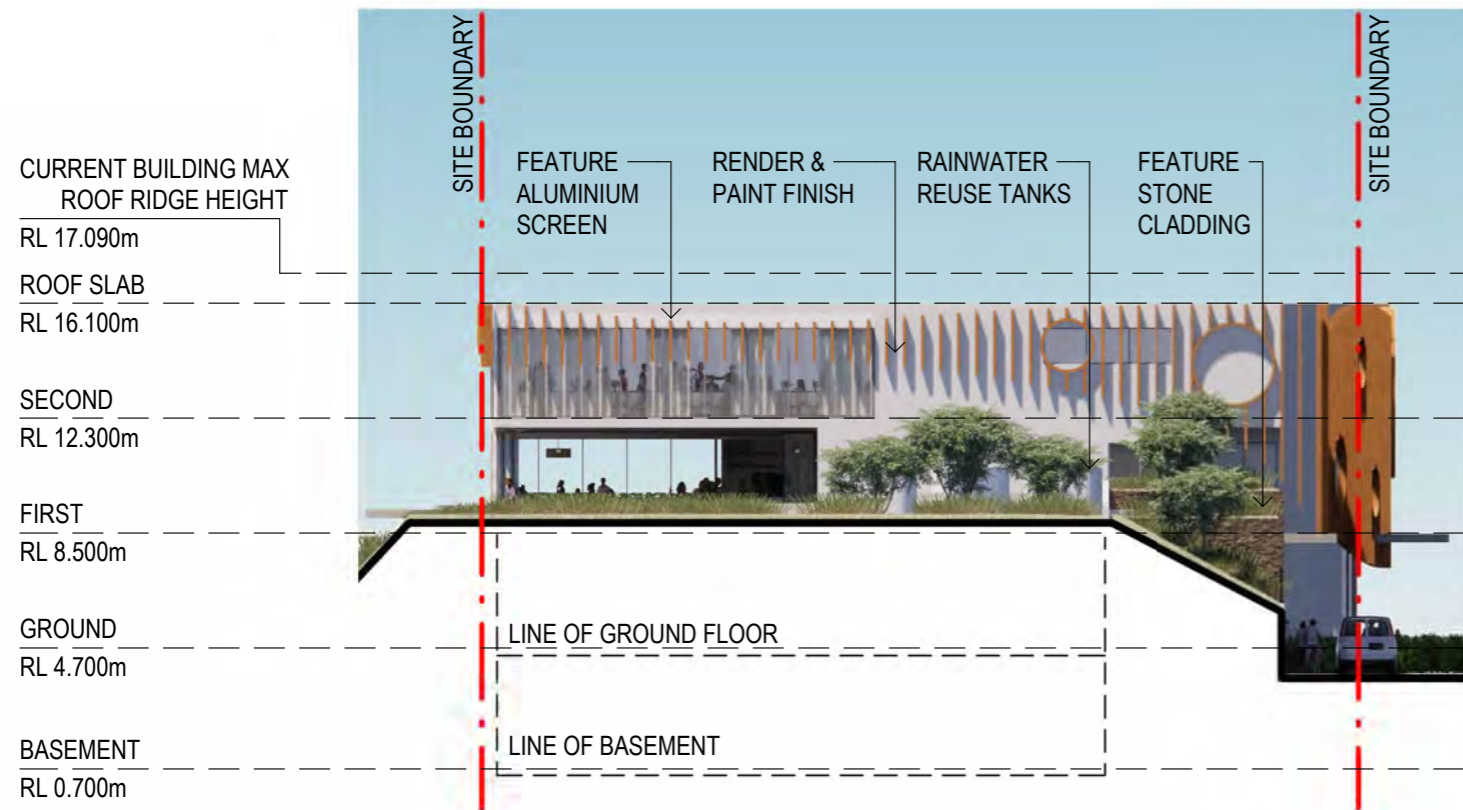 SITE BOUNDARY
SITE BOUNDARY
CURRENT BUILDING MAX
ROOF RIDGE HEIGHT
RL 17.090m
FEATURE
ALUMINIUM
SCREEN
RENDER &
PAINT FINISH
RAINWATER
REUSE TANKS
FEATURE
STONE
CLADDING
ROOF SLAB
RL 16.100m
SECOND
RL 12.300m
FIRST
RL 8.500m
GROUND
RL 4.700m
LINE OF GROUND FLOOR
BASEMENT
RL 0.700m
LINE OF BASEMENT